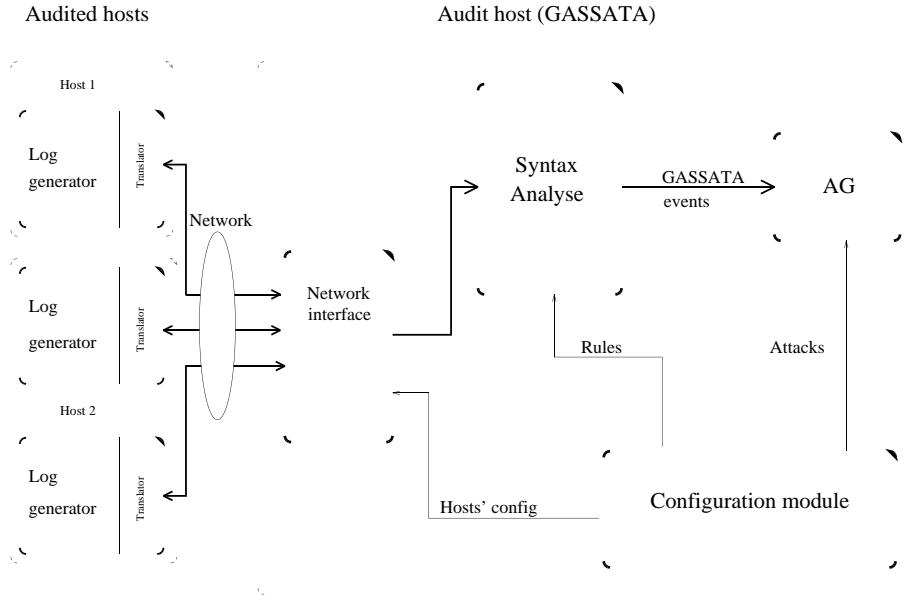 Audited hosts
Audit host (GASSATA)
Host 1
Log
generator
Translator
Network
Log
generator
Translator
Host 2
Log
generator
Translator
Network
interface
Syntax
Analyse
GASSATA
events
AG
Rules
Attacks
Hosts' config
Configuration module